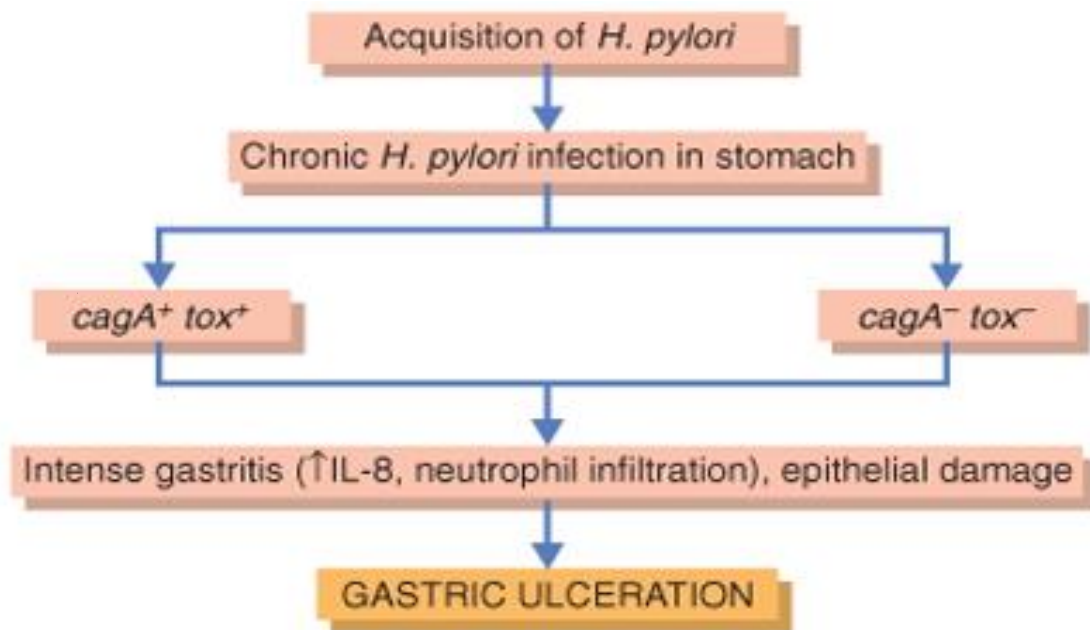 Acquisition of H. pylori
Chronic H. pylori infection in stomach
cagA⁺ tox⁺
cagA⁻ tox⁻
Intense gastritis (↑IL-8, neutrophil infiltration), epithelial damage
GASTRIC ULCERATION